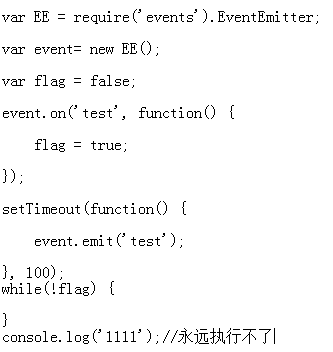 var EE = require('events').EventEmitter;
var event= new EE();
var flag = false;
event.on('test', function() {
    flag = true;
});
setTimeout(function() {
    event.emit('test');
}, 100);
while(!flag) {
}
console.log('1111');//永远执行不了